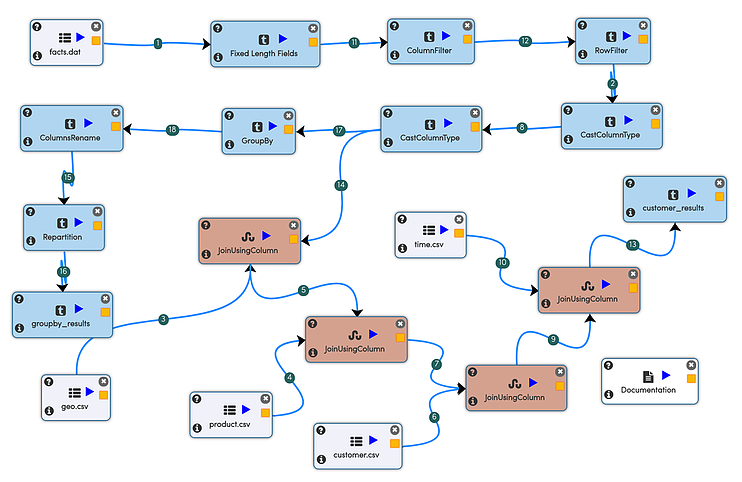 facts.dat
1
Fixed Length Fields
11
ColumnFilter
12
RowFilter
2
ColumnsRename
18
GroupBy
17
CastColumnType
8
CastColumnType
15
14
customer_results
Repartition
JoinUsingColumn
time.csv
13
16
10
5
JoinUsingColumn
groupby_results
3
JoinUsingColumn
9
4
7
geo.csv
JoinUsingColumn
Documentation
product.csv
6
customer.csv